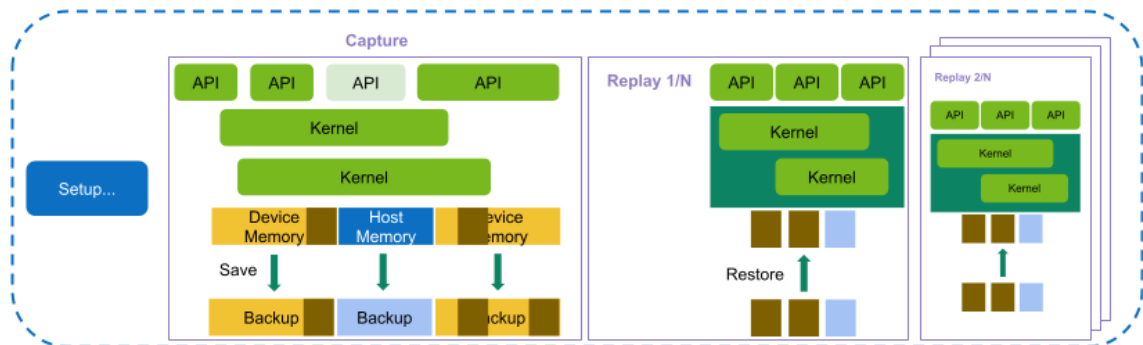 Capture
API API API API
Kernel
Kernel
Setup...
Device
Memory
Host
Memory
evice
emory
Save
Backup Backup ckup
Replay 1/N
API API API
Kernel
Kernel
Restore
Replay 2/N
API API API
Kernel
Kernel